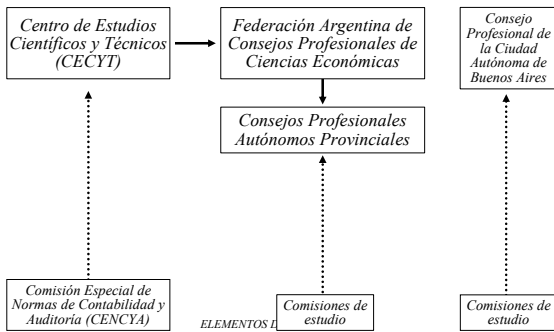 Centro de Estudios
Científicos y Técnicos
(CECYT)
Federación Argentina de
Consejos Profesionales de
Ciencias Económicas
Consejo
Profesional de
la Ciudad
Autónoma de
Buenos Aires
Consejos Profesionales
Autónomos Provinciales
Comisión Especial de
Normas de Contabilidad y
Auditoría (CENCYA)
ELEMENTOS
Comisiones de
estudio
Comisiones de
estudio